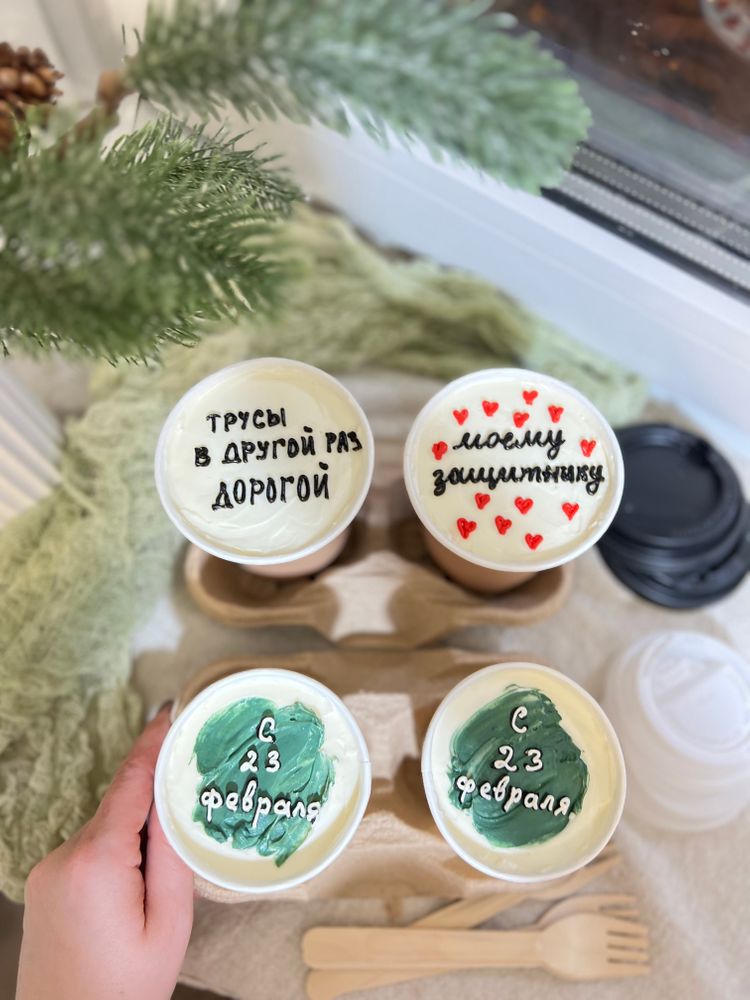 ТРУСЫ
В ДРУГОЙ РАЗ
ДОРОГОЙ
моему
защитнику
С
23
февраля
С
23
февраля